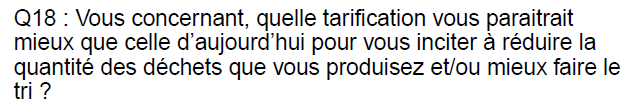 Q18 : Vous concernant, quelle tarification vous paraitrait
mieux que celle d’aujourd’hui pour vous inciter à réduire la
quantité des déchets que vous produisez et/ou mieux faire le
tri ?